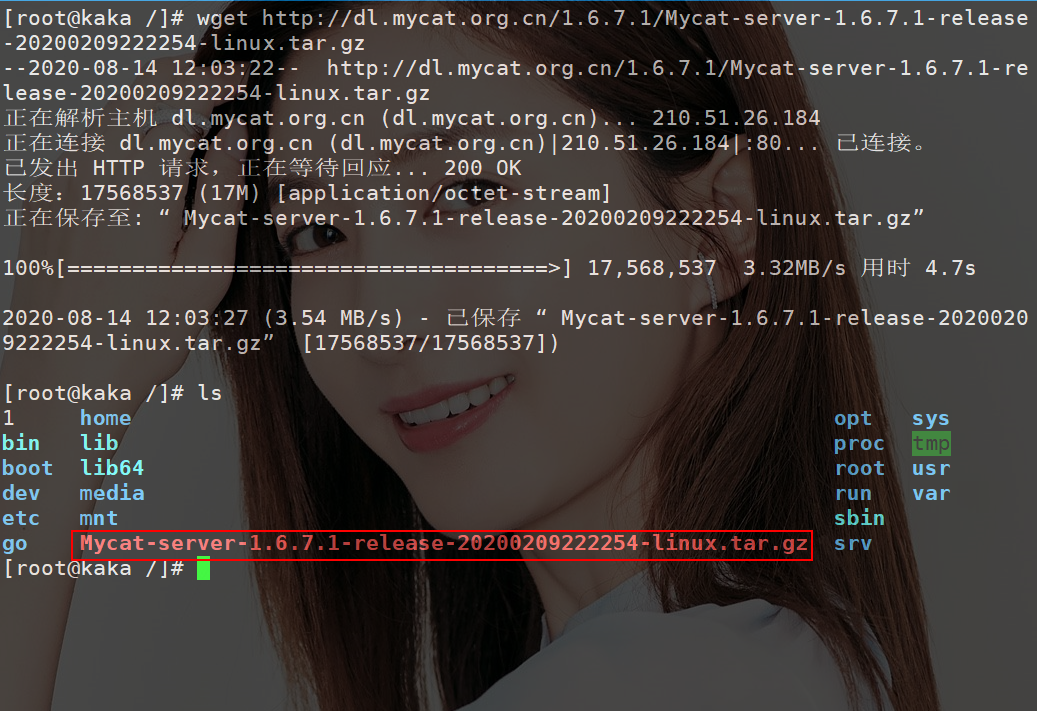 [root@kaka /]# wget http://dl.mycat.org.cn/1.6.7.1/Mycat-server-1.6.7.1-release
-20200209222254-linux.tar.gz
--2020-08-14 12:03:22--  http://dl.mycat.org.cn/1.6.7.1/Mycat-server-1.6.7.1-re
lease-20200209222254-linux.tar.gz
正在解析主机 dl.mycat.org.cn (dl.mycat.org.cn)... 210.51.26.184
正在连接 dl.mycat.org.cn (dl.mycat.org.cn)|210.51.26.184|:80... 已连接。
已发出 HTTP 请求，正在等待回应... 200 OK
长度：17568537 (17M) [application/octet-stream]
正在保存至: “ Mycat-server-1.6.7.1-release-20200209222254-linux.tar.gz”
100%[======================================>] 17,568,537  3.32MB/s 用时 4.7s
2020-08-14 12:03:27 (3.54 MB/s) - 已保存 “ Mycat-server-1.6.7.1-release-2020020
9222254-linux.tar.gz”  [17568537/17568537])
[root@kaka /]# ls
1 home opt sys
bin lib proc tmp
boot lib64 root usr
dev media run var
etc mnt sbin
go Mycat-server-1.6.7.1-release-20200209222254-linux.tar.gz srv
[root@kaka /]#